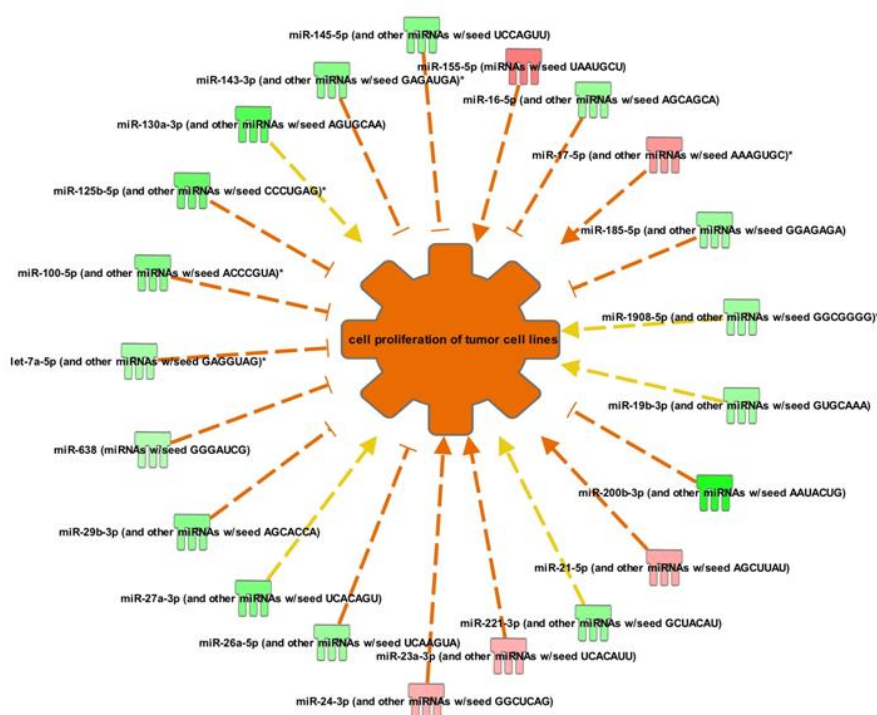 miR-145-5p (and other miRNAs w/seed UCCAGUU)
miR-155-5p (miRNAs w/seed UAAUGCU)
miR-143-3p (and other miRNAs w/seed GAGAUGA)*
miR-16-5p (and other miRNAs w/seed AGCAGCA)
miR-130a-3p (and other miRNAs w/seed AGUGCAA)
miR-17-5p (and other miRNAs w/seed AAAGUGC)*
miR-125b-5p (and other miRNAs w/seed CCCUGAG)*
miR-185-5p (and other miRNAs w/seed GGAGAGA)
miR-100-5p (and other miRNAs w/seed ACCCGUA)*
miR-1908-5p (and other miRNAs w/seed GGCGGGG)*
cell proliferation of tumor cell lines
let-7a-5p (and other miRNAs w/seed GAGGUAG)*
miR-19b-3p (and other miRNAs w/seed GUGCAAA)
miR-638 (miRNAs w/seed GGGAUCG)
miR-200b-3p (and other miRNAs w/seed AAUACUG)
miR-29b-3p (and other miRNAs w/seed AGCACCA)
miR-21-5p (and other miRNAs w/seed AGCUUAU)
miR-27a-3p (and other miRNAs w/seed UCACAGU)
miR-221-3p (and other miRNAs w/seed GCUACAU)
miR-26a-5p (and other miRNAs w/seed UCAAGUA)
miR-23a-3p (and other miRNAs w/seed UCACAUU)
miR-24-3p (and other miRNAs w/seed GGCUCAG)